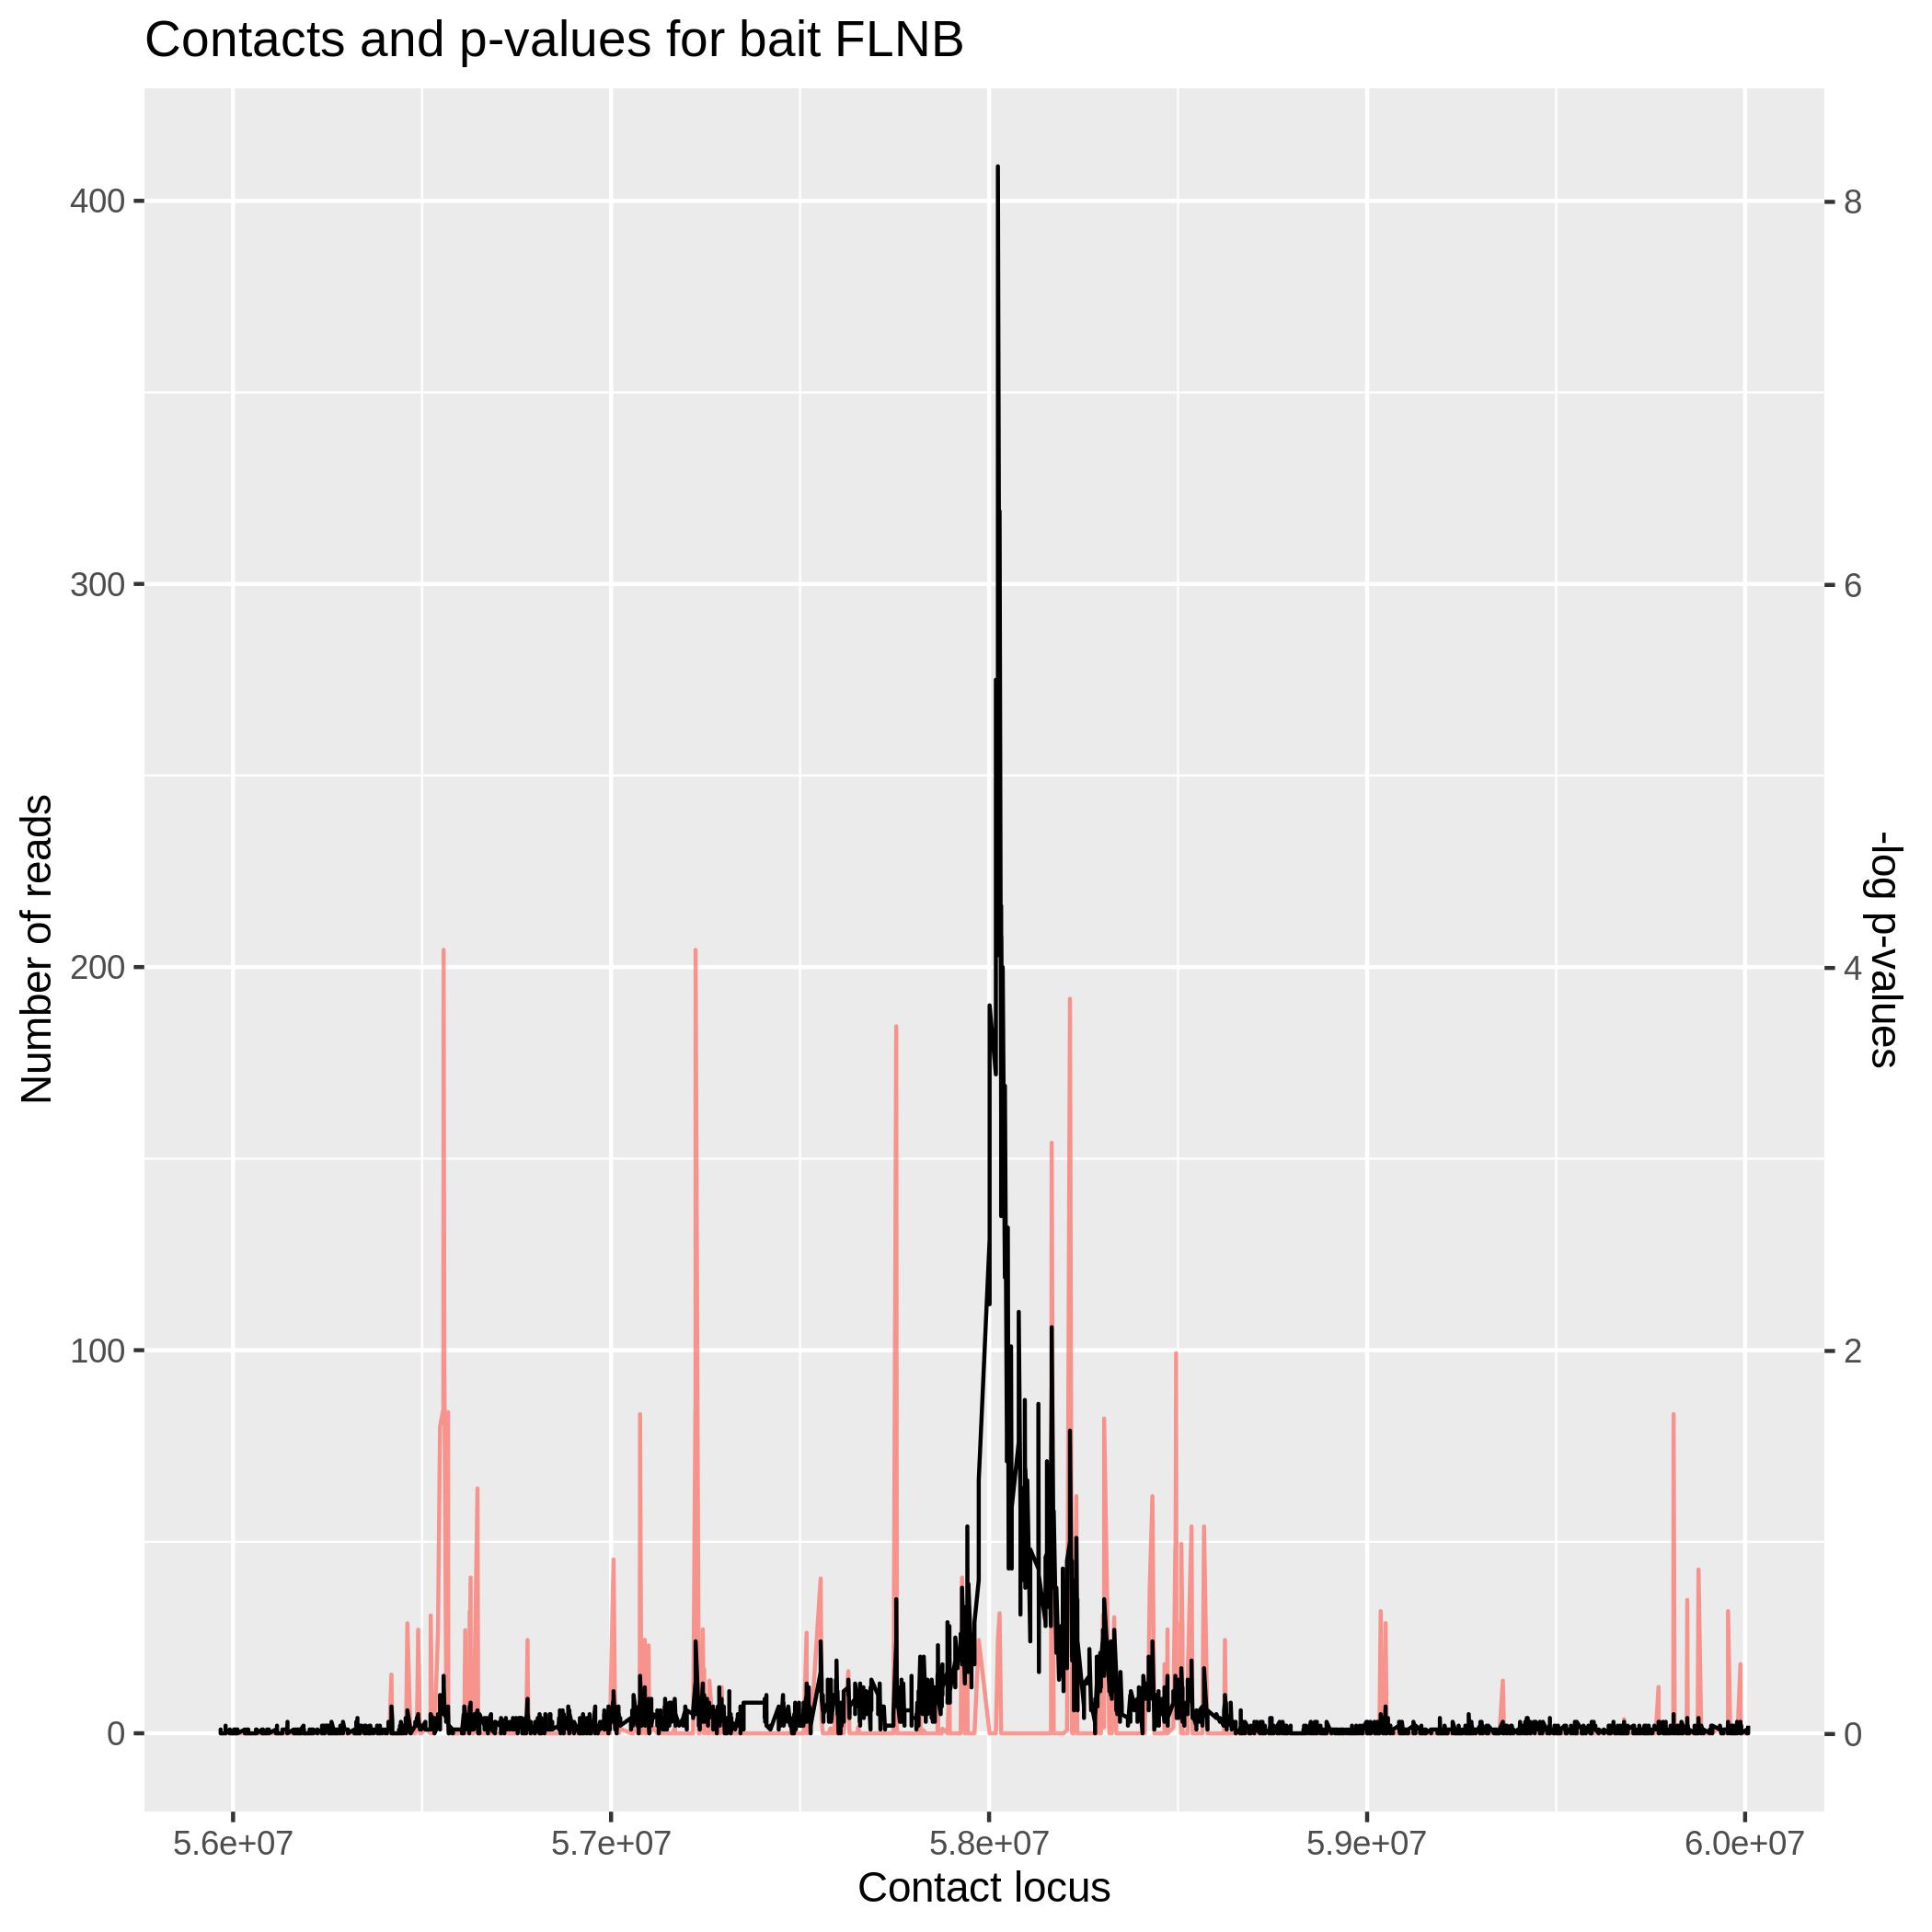 Contacts and p-values for bait FLNB
400
300
200
100
0
Number of reads
8
6
4
2
0
-log p-values
5.6e+07
5.7e+07
5.8e+07
5.9e+07
6.0e+07
Contact locus